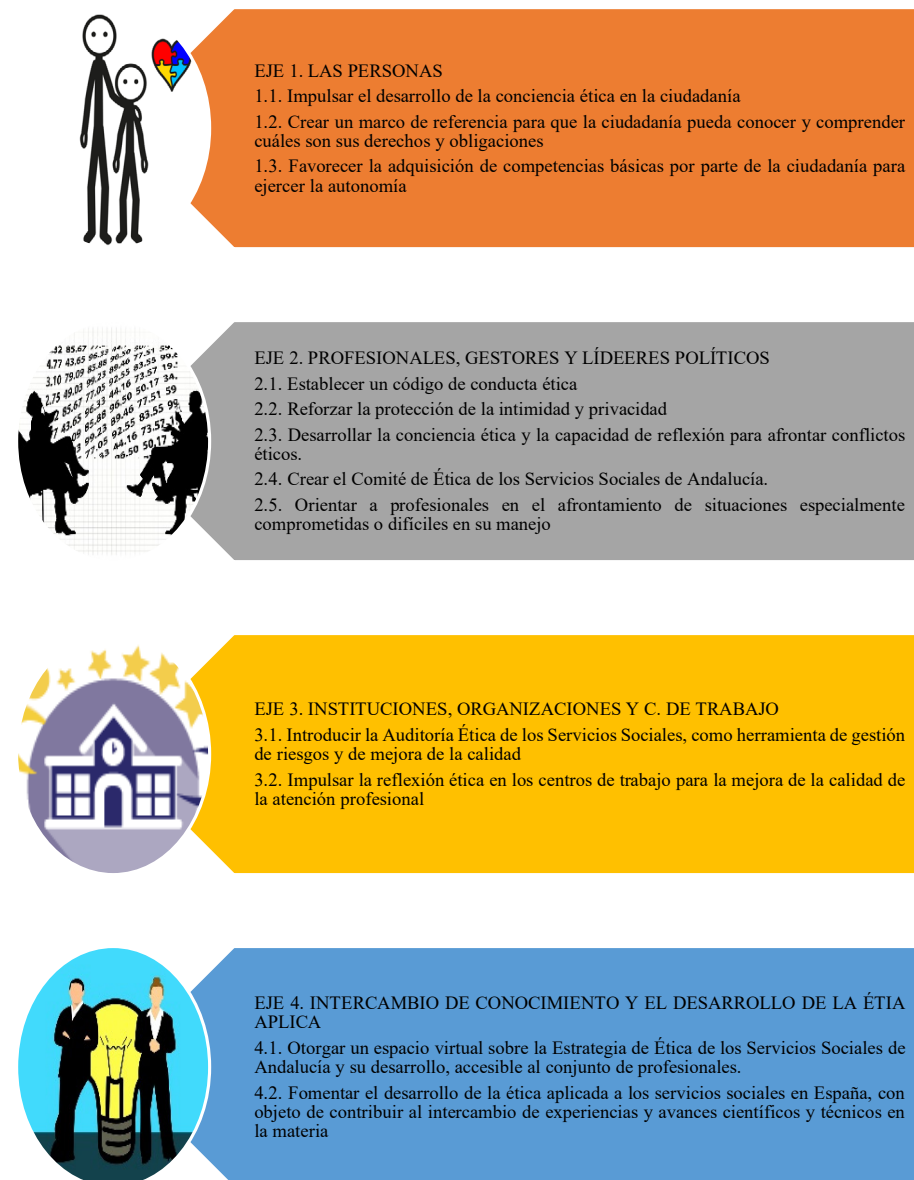 EJE 1. LAS PERSONAS
1.1. Impulsar el desarrollo de la conciencia ética en la ciudadanía
1.2. Crear un marco de referencia para que la ciudadanía pueda conocer y comprender
cuáles son sus derechos y obligaciones
1.3. Favorecer la adquisición de competencias básicas por parte de la ciudadanía para
ejercer la autonomía
EJE 2. PROFESIONALES, GESTORES Y LÍDEERES POLÍTICOS
2.1. Establecer un código de conducta ética
2.2. Reforzar la protección de la intimidad y privacidad
2.3. Desarrollar la conciencia ética y la capacidad de reflexión para afrontar conflictos
éticos.
2.4. Crear el Comité de Ética de los Servicios Sociales de Andalucía.
2.5. Orientar a profesionales en el afrontamiento de situaciones especialmente
comprometidas o difíciles en su manejo
EJE 3. INSTITUCIONES, ORGANIZACIONES Y C. DE TRABAJO
3.1. Introducir la Auditoría Ética de los Servicios Sociales, como herramienta de gestión
de riesgos y de mejora de la calidad
3.2. Impulsar la reflexión ética en los centros de trabajo para la mejora de la calidad de
la atención profesional
EJE 4. INTERCAMBIO DE CONOCIMIENTO Y EL DESARROLLO DE LA ÉTIA
APLICA
4.1. Otorgar un espacio virtual sobre la Estrategia de Ética de los Servicios Sociales de
Andalucía y su desarrollo, accesible al conjunto de profesionales.
4.2. Fomentar el desarrollo de la ética aplicada a los servicios sociales en España, con
objeto de contribuir al intercambio de experiencias y avances científicos y técnicos en
la materia